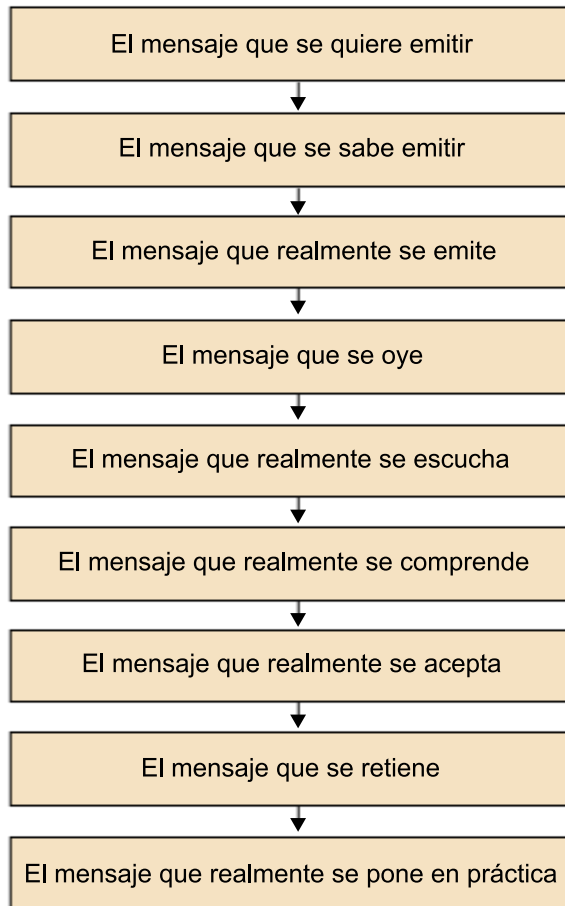 El mensaje que se quiere emitir
El mensaje que se sabe emitir
El mensaje que realmente se emite
El mensaje que se oye
El mensaje que realmente se escucha
El mensaje que realmente se comprende
El mensaje que realmente se acepta
El mensaje que se retiene
El mensaje que realmente se pone en práctica